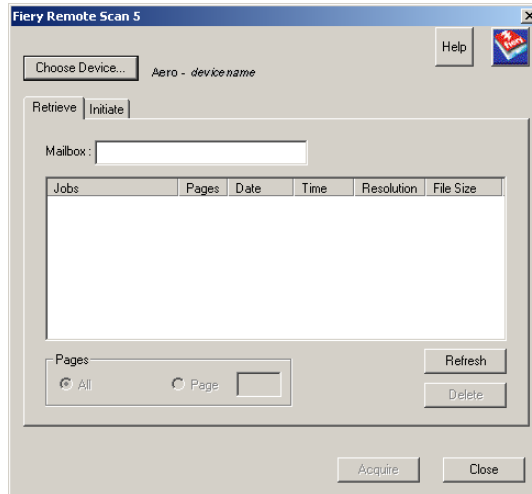 Fiery Remote Scan 5
Help
fiery
Choose Device... Aero - devicename
Retrieve Initiate
Mailbox :
Jobs Pages Date Time Resolution File Size
Pages
All Page
Refresh
Delete
Acquire Close